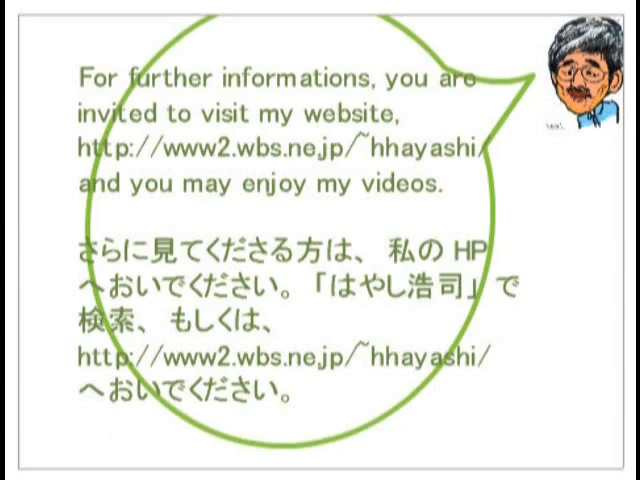 For further informations, you are
invited to visit my website,
http://www2.wbs.ne.jp/~hhayashi/
and you may enjoy my videos.
さらに見てくださる方は、 私の HP
へおいでください。「はやし浩司」で
検索、もしくは、
http://www2.wbs.ne.jp/~hhayashi/
へおいでください。